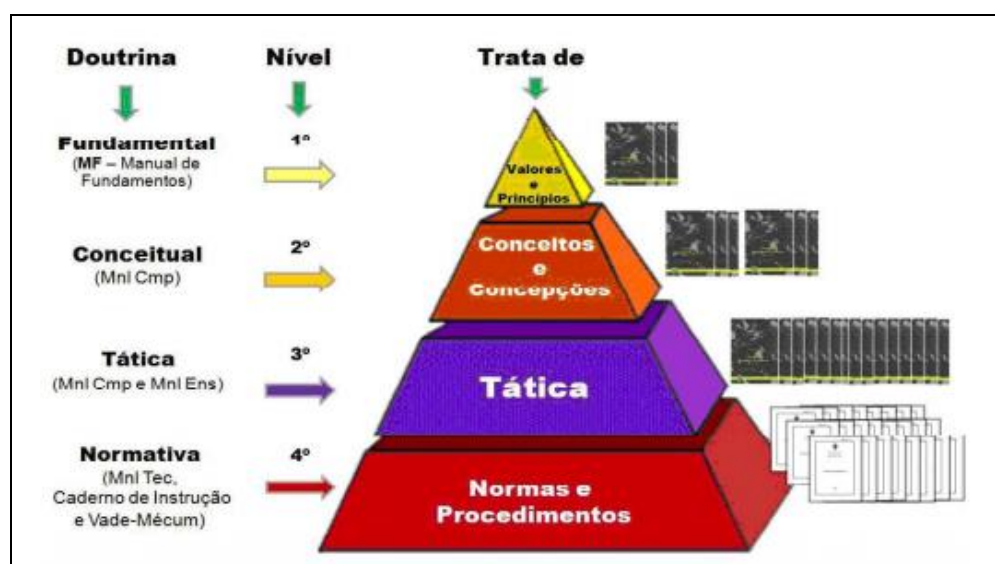 Doutrina
Nível
Trata de
Fundamental
(MF – Manual de
Fundamentos)
1º
Valores
e
Princípios
Conceitual
(Mnl Cmp)
2º
Conceitos
e
Concepções
Tática
(Mnl Cmp e Mnl Ens)
3º
Tática
Normativa
(Mnl Tec,
Caderno de Instrução
e Vade-Mécum)
4º
Normas e
Procedimentos